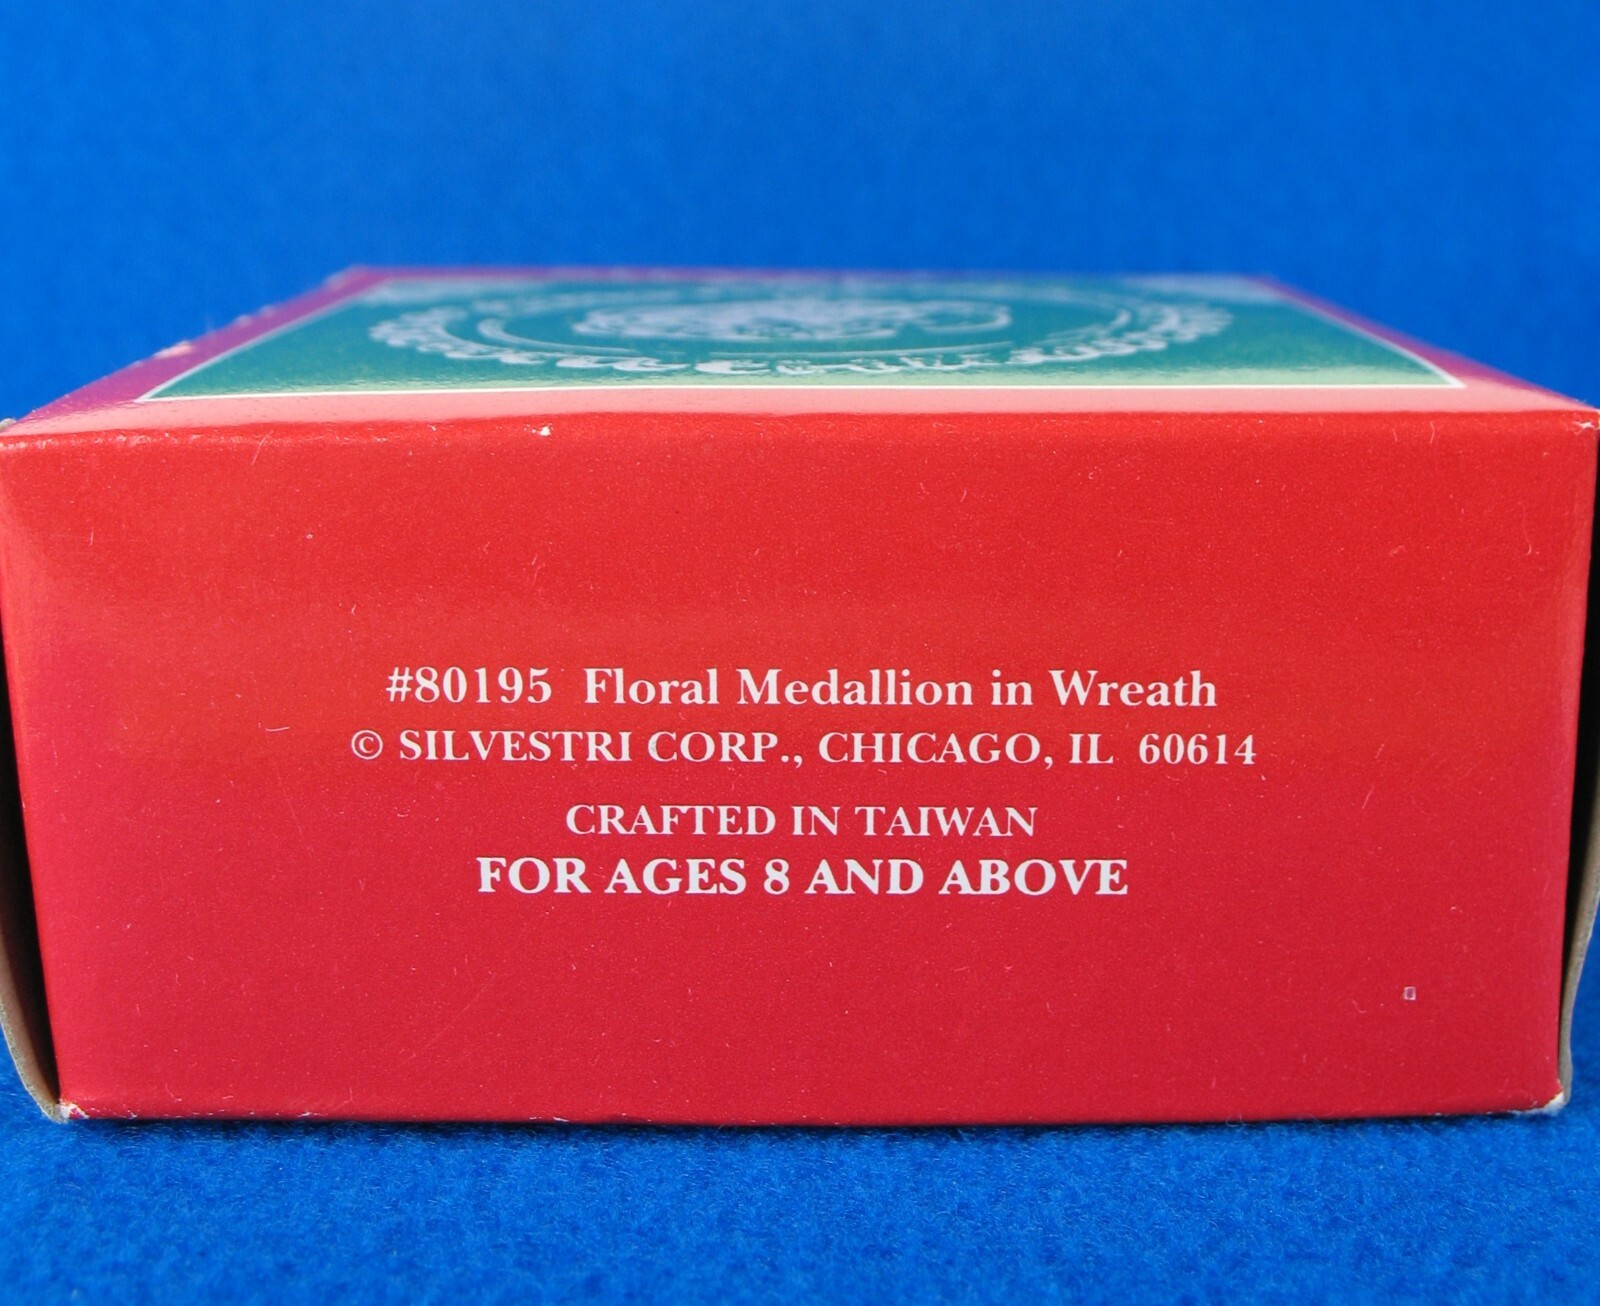 #80195 Floral Medallion in Wreath
© SILVESTRI CORP., CHICAGO, IL 60614
CRAFTED IN TAIWAN
FOR AGES 8 AND ABOVE